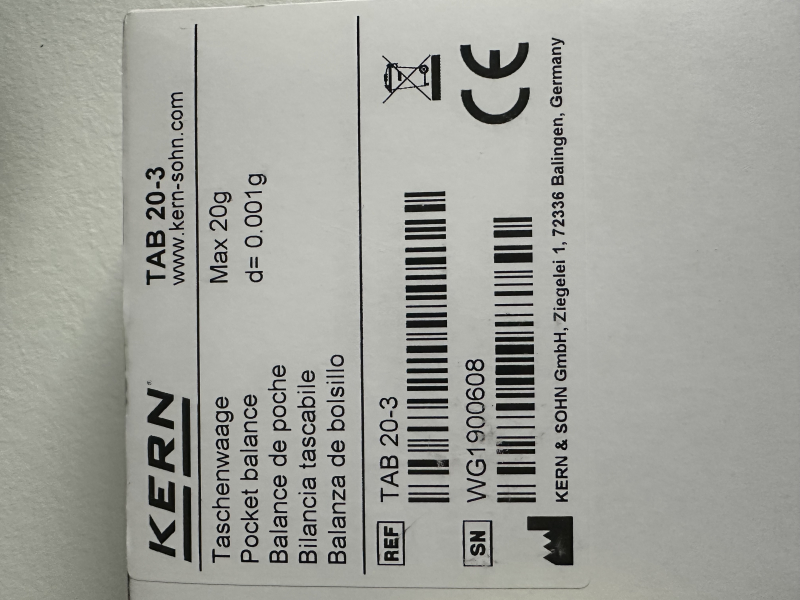 KERN
TAB 20-3
www.kern-sohn.com
Taschenwaage
Pocket balance
Balance de poche
Bilancia tascabile
Balanza de bolsillo
Max 20g
d= 0.001g
REF TAB 20-3
SN WG1900608
CE
KERN & SOHN GmbH, Ziegelei 1, 72336 Balingen, Germany